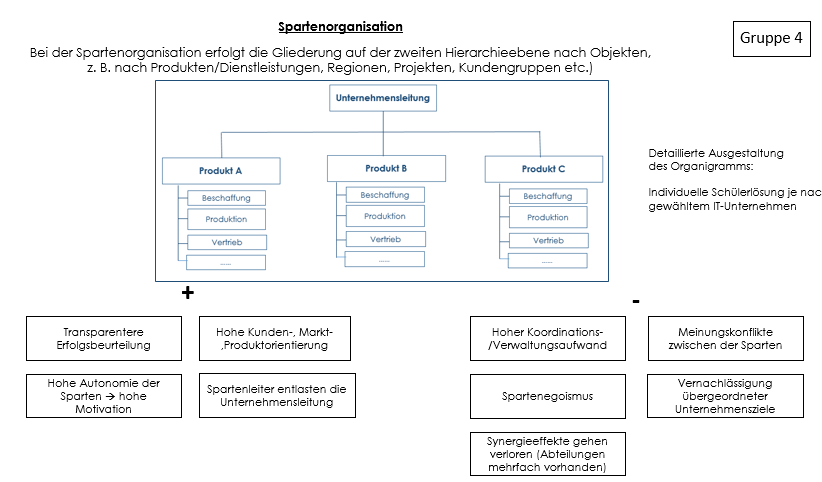 Spartenorganisation
Gruppe 4
Bei der Spartenorganisation erfolgt die Gliederung auf der zweiten Hierarchieebene nach Objekten,
z. B. nach Produkten/Dienstleistungen, Regionen, Projekten, Kundengruppen etc.)
Unternehmensleitung
Produkt A
Beschaffung
Produktion
Vertrieb
......
Produkt B
Beschaffung
Produktion
Vertrieb
......
Produkt C
Beschaffung
Produktion
Vertrieb
......
Detaillierte Ausgestaltung
des Organigramms:
Individuelle Schülerlösung je nac
gewähltem IT-Unternehmen
+
Transparentere
Erfolgsbeurteilung
Hohe Kunden-, Markt-
,Produktorientierung
Hohe Autonomie der
Sparten → hohe
Motivation
Spartenleiter entlasten die
Unternehmensleitung
-
Hoher Koordinations-
/Verwaltungsaufwand
Meinungskonflikte
zwischen der Sparten
Spartenegoismus
Vernachlässigung
übergeordneter
Unternehmensziele
Synergieeffekte gehen
verloren (Abteilungen
mehrfach vorhanden)